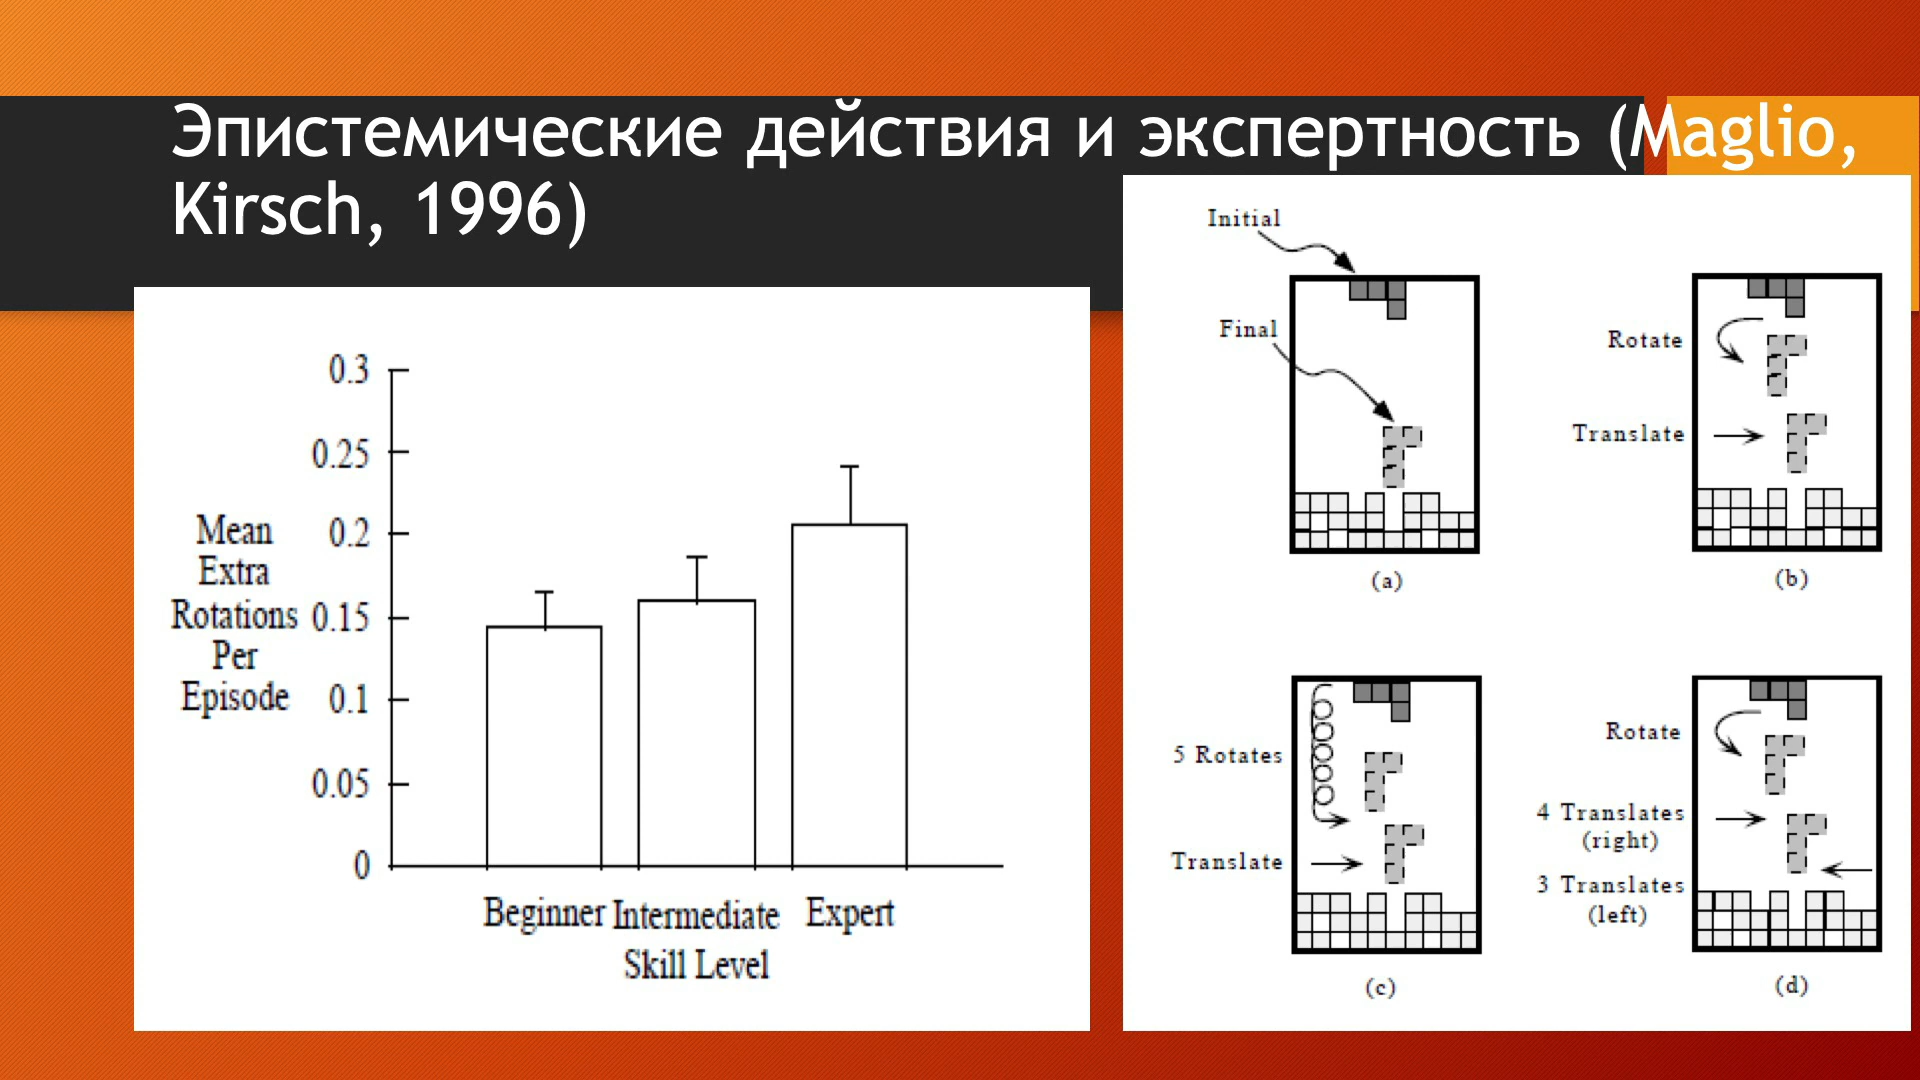 Эпистемические действия и экспертность (Maglio,
Kirsch, 1996)
0.3
0.25
0.2
0.15
0.1
0.05
0
Mean
Extra
Rotations
Per
Episode
Beginner Intermediate Expert
Skill Level
Initial
Final
(a)
Rotate
Translate
(b)
5 Rotates
Translate
(c)
Rotate
4 Translates
(right)
3 Translates
(left)
(d)